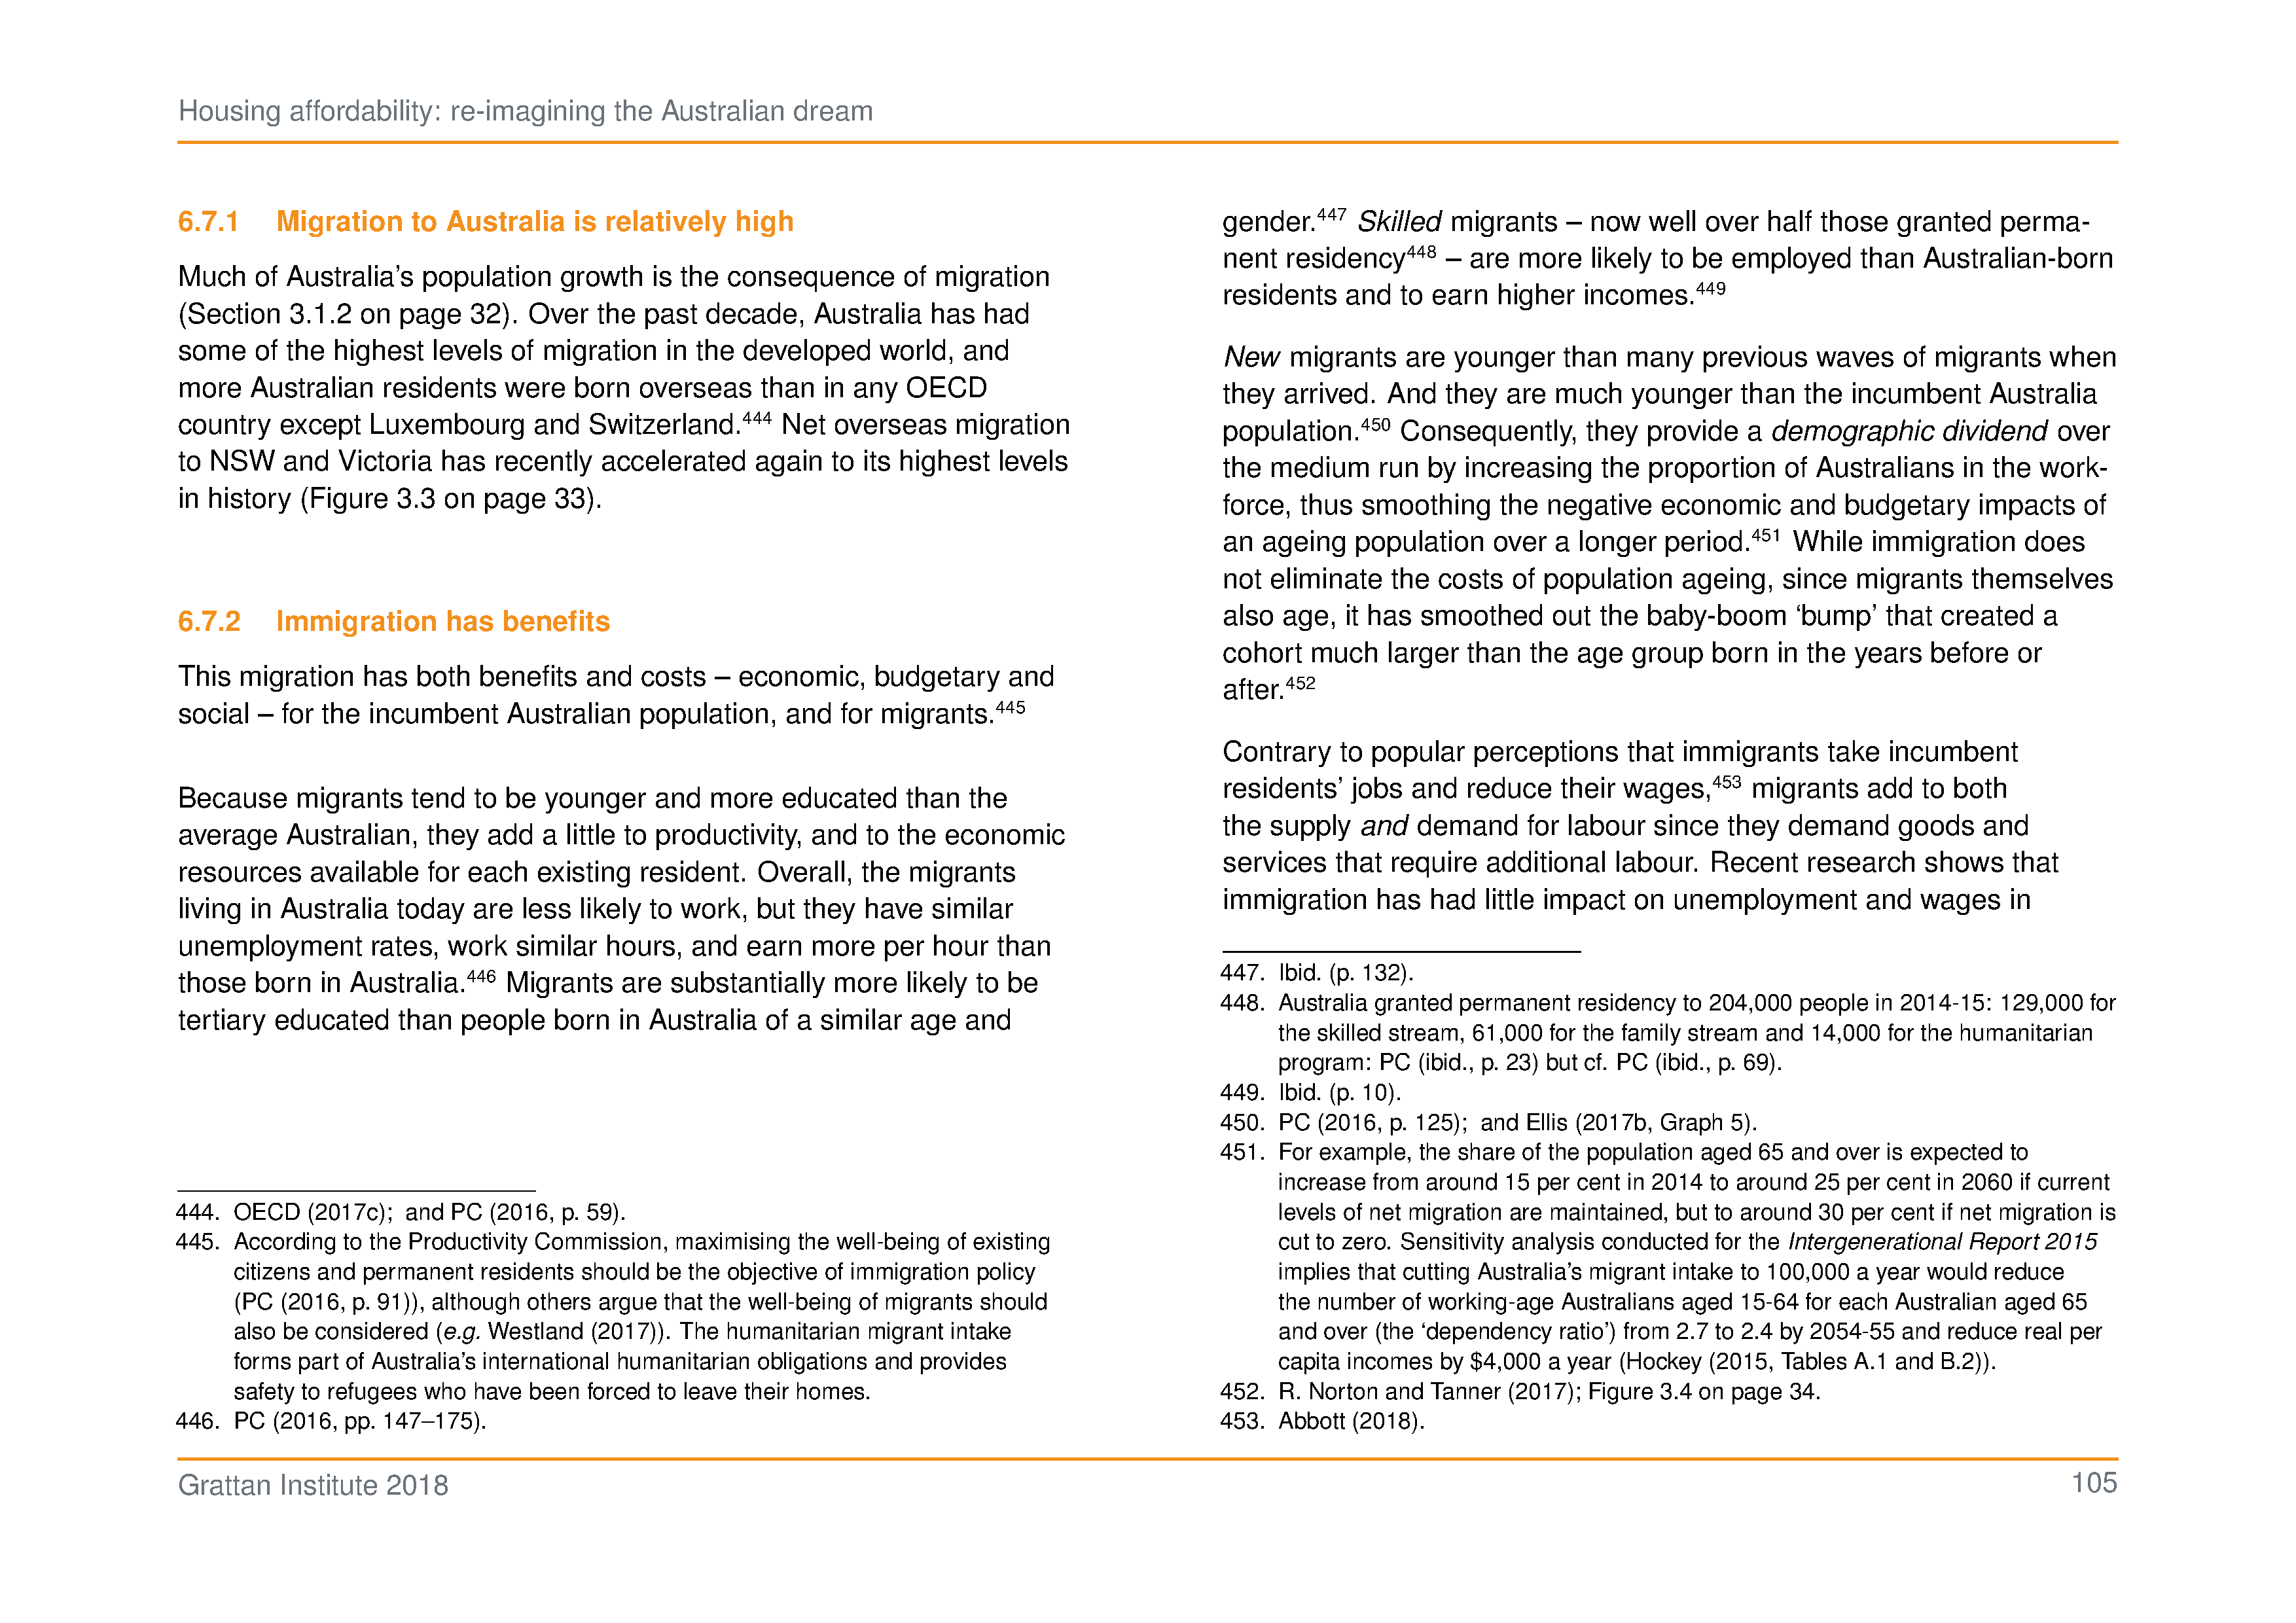 Housing affordability: re-imagining the Australian dream
6.7.1 Migration to Australia is relatively high
Much of Australia's population growth is the consequence of migration
(Section 3.1.2 on page 32). Over the past decade, Australia has had
some of the highest levels of migration in the developed world, and
more Australian residents were born overseas than in any OECD
country except Luxembourg and Switzerland.444 Net overseas migration
to NSW and Victoria has recently accelerated again to its highest levels
in history (Figure 3.3 on page 33).
6.7.2 Immigration has benefits
This migration has both benefits and costs – economic, budgetary and
social – for the incumbent Australian population, and for migrants.445
Because migrants tend to be younger and more educated than the
average Australian, they add a little to productivity, and to the economic
resources available for each existing resident. Overall, the migrants
living in Australia today are less likely to work, but they have similar
unemployment rates, work similar hours, and earn more per hour than
those born in Australia.446 Migrants are substantially more likely to be
tertiary educated than people born in Australia of a similar age and
444. OECD (2017c); and PC (2016, p. 59).
445. According to the Productivity Commission, maximising the well-being of existing
citizens and permanent residents should be the objective of immigration policy
(PC (2016, p. 91)), although others argue that the well-being of migrants should
also be considered (e.g. Westland (2017)). The humanitarian migrant intake
forms part of Australia's international humanitarian obligations and provides
safety to refugees who have been forced to leave their homes.
446. PC (2016, pp. 147–175).
gender.447 Skilled migrants – now well over half those granted perma-
nent residency448 – are more likely to be employed than Australian-born
residents and to earn higher incomes.449
New migrants are younger than many previous waves of migrants when
they arrived. And they are much younger than the incumbent Australia
population.450 Consequently, they provide a demographic dividend over
the medium run by increasing the proportion of Australians in the work-
force, thus smoothing the negative economic and budgetary impacts of
an ageing population over a longer period.451 While immigration does
not eliminate the costs of population ageing, since migrants themselves
also age, it has smoothed out the baby-boom ‘bump’ that created a
cohort much larger than the age group born in the years before or
after.452
Contrary to popular perceptions that immigrants take incumbent
residents' jobs and reduce their wages,453 migrants add to both
the supply and demand for labour since they demand goods and
services that require additional labour. Recent research shows that
immigration has had little impact on unemployment and wages in
447. Ibid. (p. 132).
448. Australia granted permanent residency to 204,000 people in 2014-15: 129,000 for
the skilled stream, 61,000 for the family stream and 14,000 for the humanitarian
program: PC (ibid., p. 23) but cf. PC (ibid., p. 69).
449. Ibid. (p. 10).
450. PC (2016, p. 125); and Ellis (2017b, Graph 5).
451. For example, the share of the population aged 65 and over is expected to
increase from around 15 per cent in 2014 to around 25 per cent in 2060 if current
levels of net migration are maintained, but to around 30 per cent if net migration is
cut to zero. Sensitivity analysis conducted for the Intergenerational Report 2015
implies that cutting Australia's migrant intake to 100,000 a year would reduce
the number of working-age Australians aged 15-64 for each Australian aged 65
and over (the ‘dependency ratio’) from 2.7 to 2.4 by 2054-55 and reduce real per
capita incomes by $4,000 a year (Hockey (2015, Tables A.1 and B.2)).
452. R. Norton and Tanner (2017); Figure 3.4 on page 34.
453. Abbott (2018).
Grattan Institute 2018
105